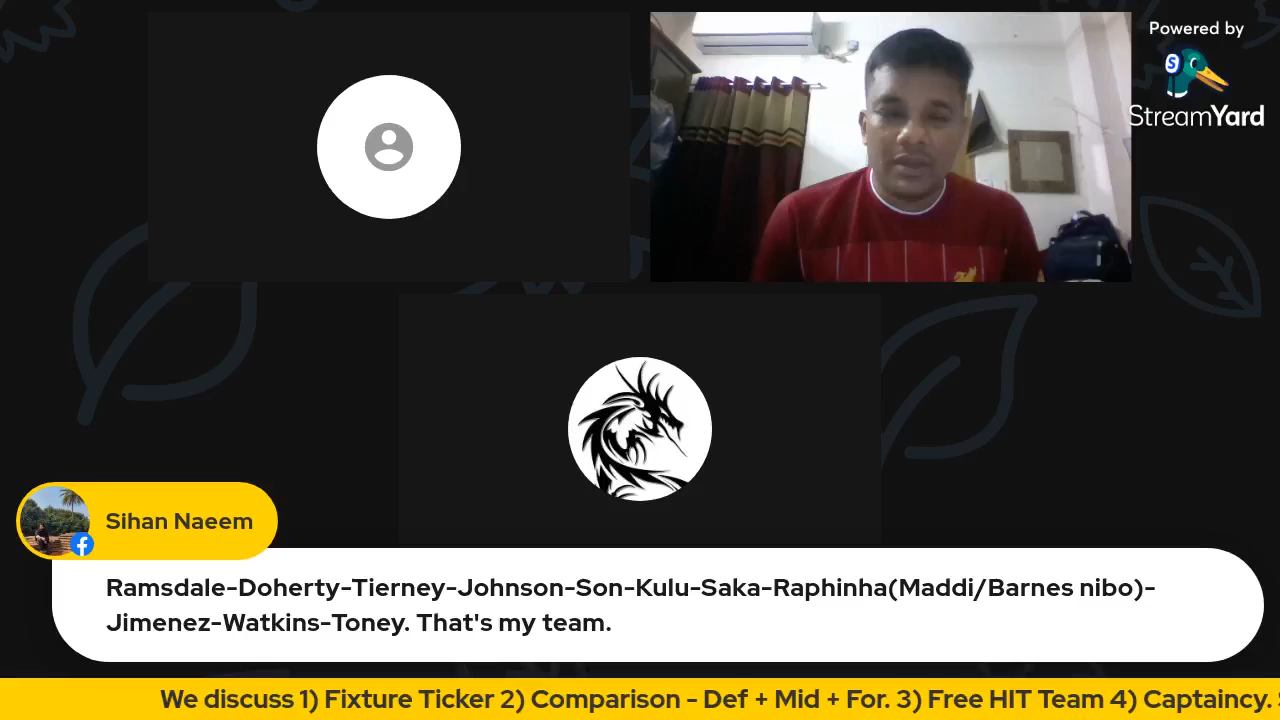 Powered by
S
StreamYard
Sihan Naeem
Ramsdale-Doherty-Tierney-Johnson-Son-Kulu-Saka-Raphinha(Maddi/Barnes nibo)-
Jimenez-Watkins-Toney. That's my team.
We discuss 1) Fixture Ticker 2) Comparison - Def + Mid + For. 3) Free HIT Team 4) Captaincy.